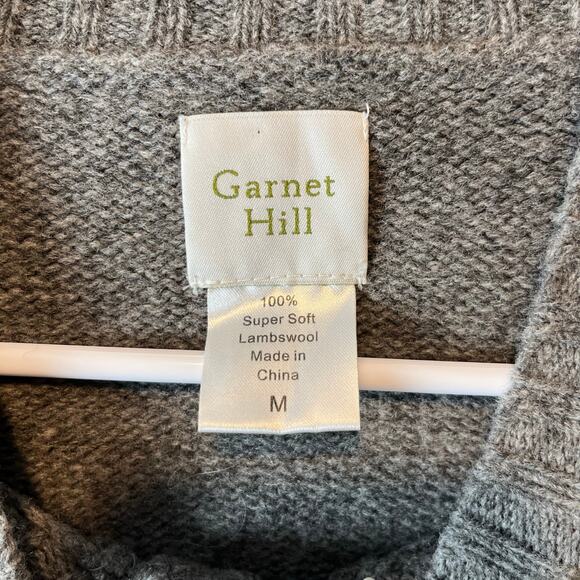 Garnet
Hill
100%
Super Soft
Lambswool
Made in
China
M